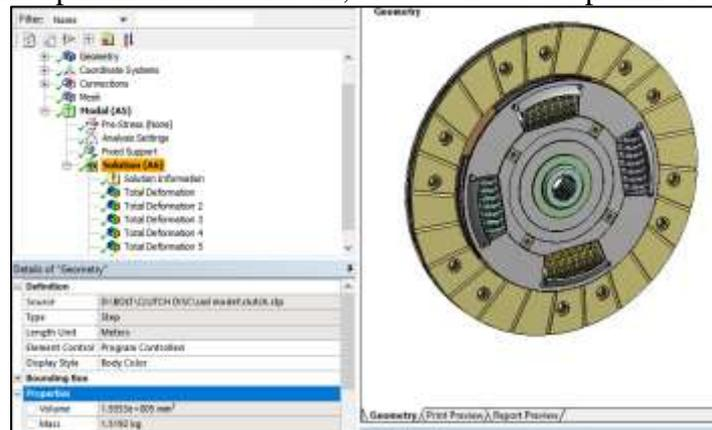 Filter: Name
Geometry
Coordinate Systems
Connections
Mesh
Modal (A5)
Pre-Stress (None)
Analysis Settings
Fixed Support
Solution (A6)
Solution Information
Total Deformation
Total Deformation 2
Total Deformation 3
Total Deformation 4
Total Deformation 5
Details of "Geometry"
Definition
Source
Type Step
Length Unit Meters
Element Control Program Controlled
Display Style Body Color
Bounding Box
Properties
Volume
Mass 1.5192 kg
Geometry
Geometry Print Preview Report Preview